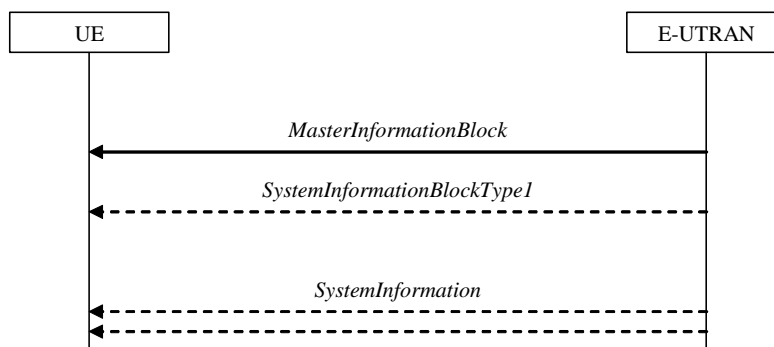 UE
E-UTRAN
MasterInformationBlock
SystemInformationBlockType1
SystemInformation